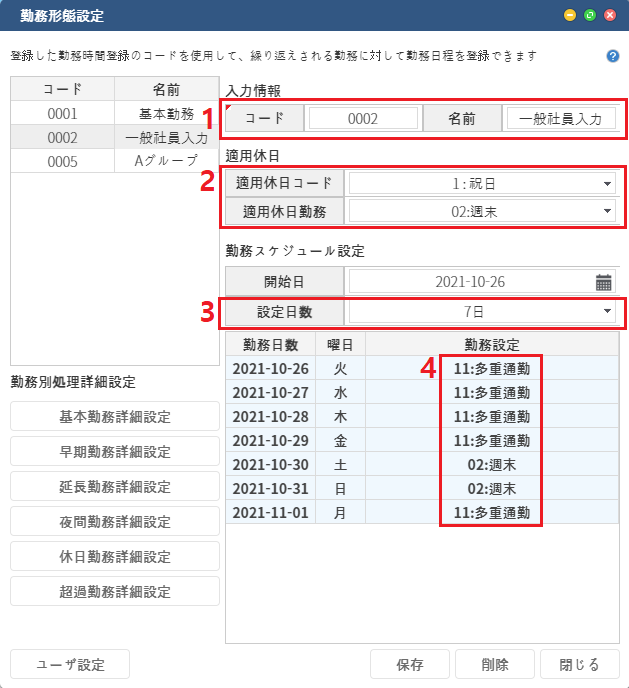 勤務形態設定
登録した勤務時間登録のコードを使用して、繰り返えされる勤務に対して勤務日程を登録できます
?
コード 名前
0001 基本勤務
0002 一般社員入力
0005 Aグループ
入力情報
1 コード 0002 名前 一般社員入力
適用休日
2 適用休日コード 1 : 祝日
適用休日勤務 02:週末
勤務スケジュール設定
開始日 2021-10-26
3 設定日数 7日
勤務日数 曜日 勤務設定
4
2021-10-26 火 11:多重通勤
2021-10-27 水 11:多重通勤
2021-10-28 木 11:多重通勤
2021-10-29 金 11:多重通勤
2021-10-30 土 02:週末
2021-10-31 日 02:週末
2021-11-01 月 11:多重通勤
勤務別処理詳細設定
基本勤務詳細設定
早期勤務詳細設定
延長勤務詳細設定
夜間勤務詳細設定
休日勤務詳細設定
超過勤務詳細設定
ユーザ設定 保存 削除 閉じる